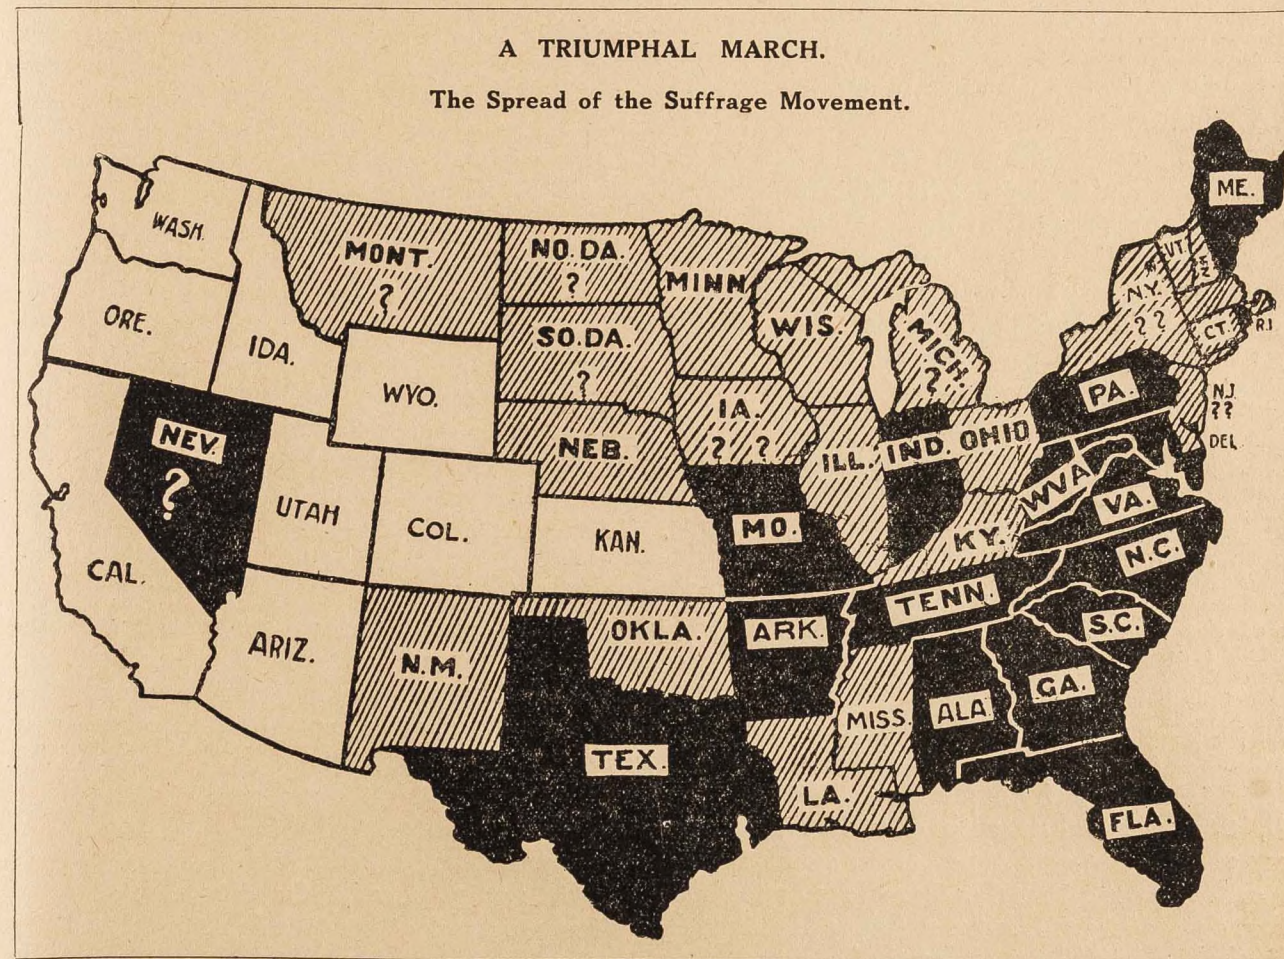 A TRIUMPHAL MARCH.
The Spread of the Suffrage Movement.
ME.
WASH.
MONT.
?
NO.DA.
?
MINN.
VT.
N.H.
N.Y.
? ?
CT.
R.I.
ORE.
IDA.
SO.DA.
?
WIS.
MICH.
?
WYO.
PA.
N.J.
??
DEL.
NEV.
?
NEB.
IA.
? ?
ILL.
IND.
OHIO
W.VA.
VA.
UTAH
COL.
KAN.
MO.
KY.
N.C.
CAL.
TENN.
S.C.
ARIZ.
N.M.
OKLA.
ARK.
MISS.
ALA
GA.
TEX.
LA.
FLA.